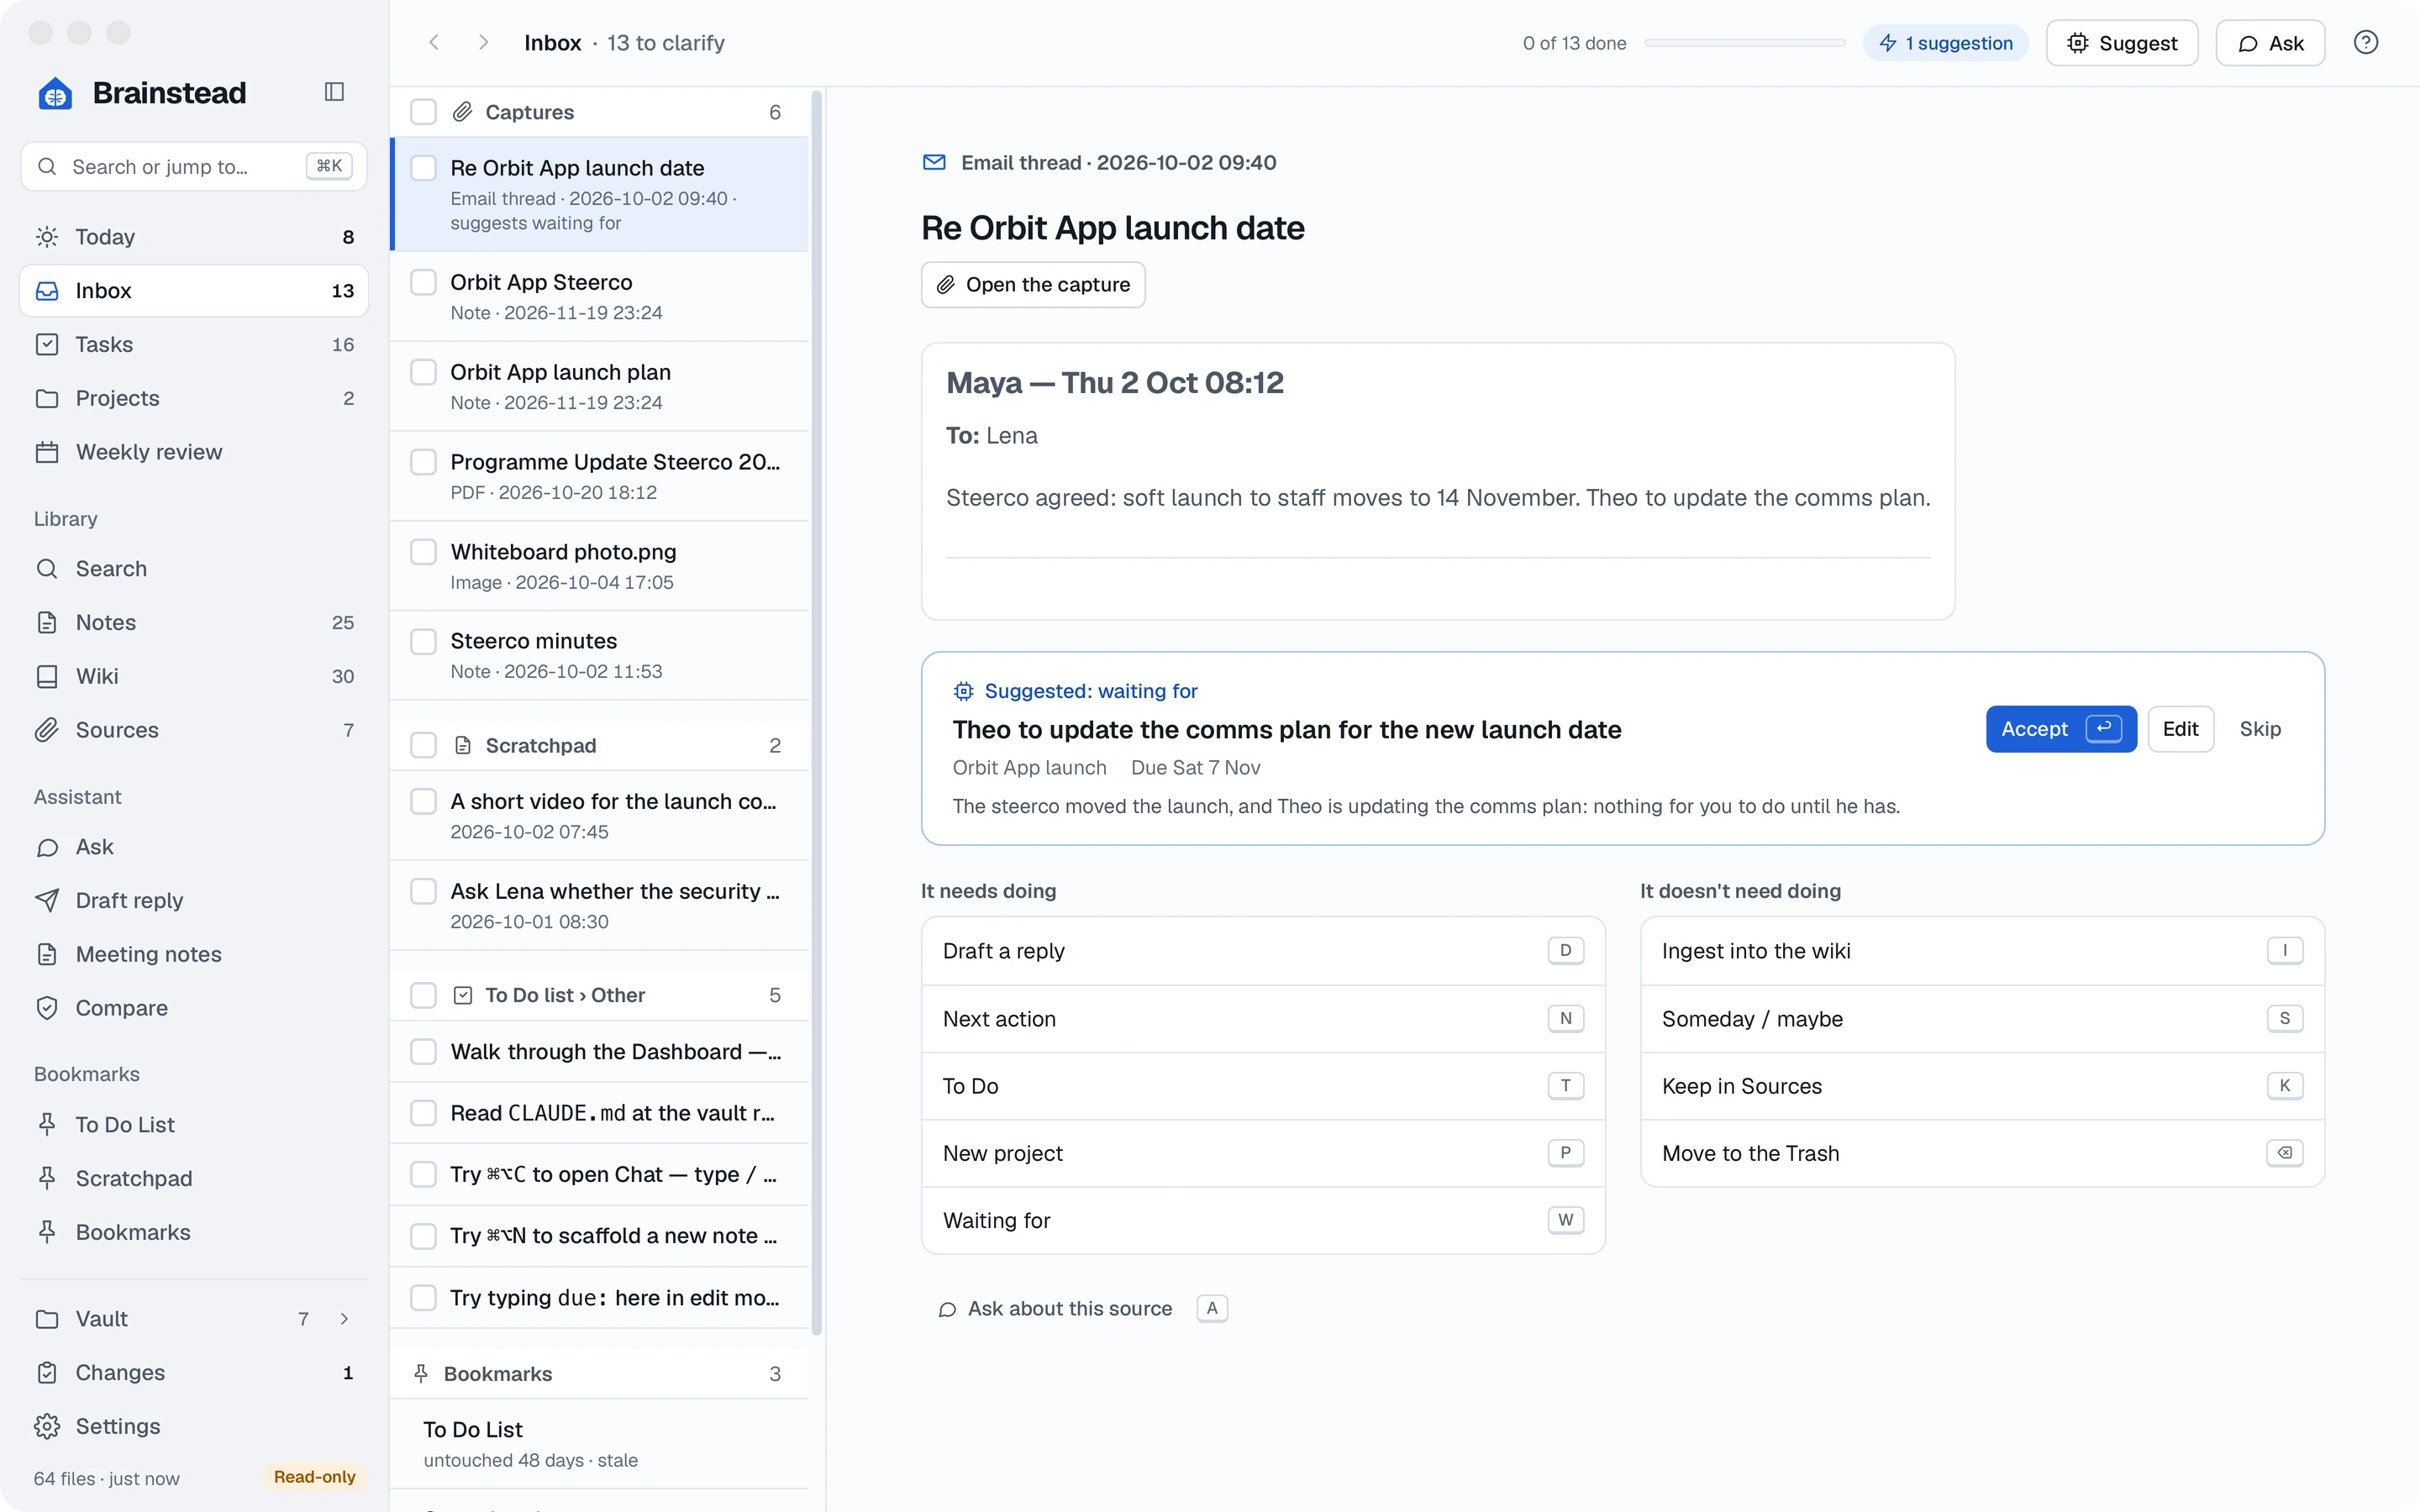 Brainstead
Search or jump to… ⌘K
Today 8
Inbox 13
Tasks 16
Projects 2
Weekly review
Library
Search
Notes 25
Wiki 30
Sources 7
Assistant
Ask
Draft reply
Meeting notes
Compare
Bookmarks
To Do List
Scratchpad
Bookmarks
Vault 7
Changes 1
Settings
64 files · just now Read-only
Inbox · 13 to clarify
0 of 13 done 1 suggestion Suggest Ask
Captures 6
Re Orbit App launch date
Email thread · 2026-10-02 09:40 ·
suggests waiting for
Orbit App Steerco
Note · 2026-11-19 23:24
Orbit App launch plan
Note · 2026-11-19 23:24
Programme Update Steerco 20…
PDF · 2026-10-20 18:12
Whiteboard photo.png
Image · 2026-10-04 17:05
Steerco minutes
Note · 2026-10-02 11:53
Scratchpad 2
A short video for the launch co…
2026-10-02 07:45
Ask Lena whether the security …
2026-10-01 08:30
To Do list › Other 5
Walk through the Dashboard —…
Read CLAUDE.md at the vault r…
Try ⌘⌥C to open Chat — type / …
Try ⌘⌥N to scaffold a new note …
Try typing due: here in edit mo…
Bookmarks 3
To Do List
untouched 48 days · stale
Email thread · 2026-10-02 09:40
Re Orbit App launch date
Open the capture
Maya — Thu 2 Oct 08:12
To: Lena
Steerco agreed: soft launch to staff moves to 14 November. Theo to update the comms plan.
Suggested: waiting for
Theo to update the comms plan for the new launch date
Orbit App launch Due Sat 7 Nov
The steerco moved the launch, and Theo is updating the comms plan: nothing for you to do until he has.
Accept Edit Skip
It needs doing
Draft a reply D
Next action N
To Do T
New project P
Waiting for W
It doesn't need doing
Ingest into the wiki I
Someday / maybe S
Keep in Sources K
Move to the Trash
Ask about this source A